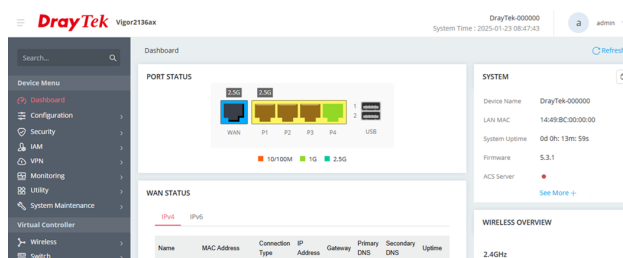 DrayTek Vigor2136ax
DrayTek-000000
System Time : 2025-01-23 08:47:43
a admin
Search...
Dashboard
Refresh
Device Menu
Dashboard
Configuration
Security
IAM
VPN
Monitoring
Utility
System Maintenance
Virtual Controller
Wireless
Switch
PORT STATUS
2.5G 2.5G
1
2
WAN P1 P2 P3 P4 USB
10/100M 1G 2.5G
WAN STATUS
IPv4 IPv6
Name MAC Address Connection Type IP Address Gateway Primary DNS Secondary DNS Uptime
SYSTEM
Device Name DrayTek-000000
LAN MAC 14:49:BC:00:00:00
System Uptime 0d 0h: 13m: 59s
Firmware 5.3.1
ACS Server
See More +
WIRELESS OVERVIEW
2.4GHz